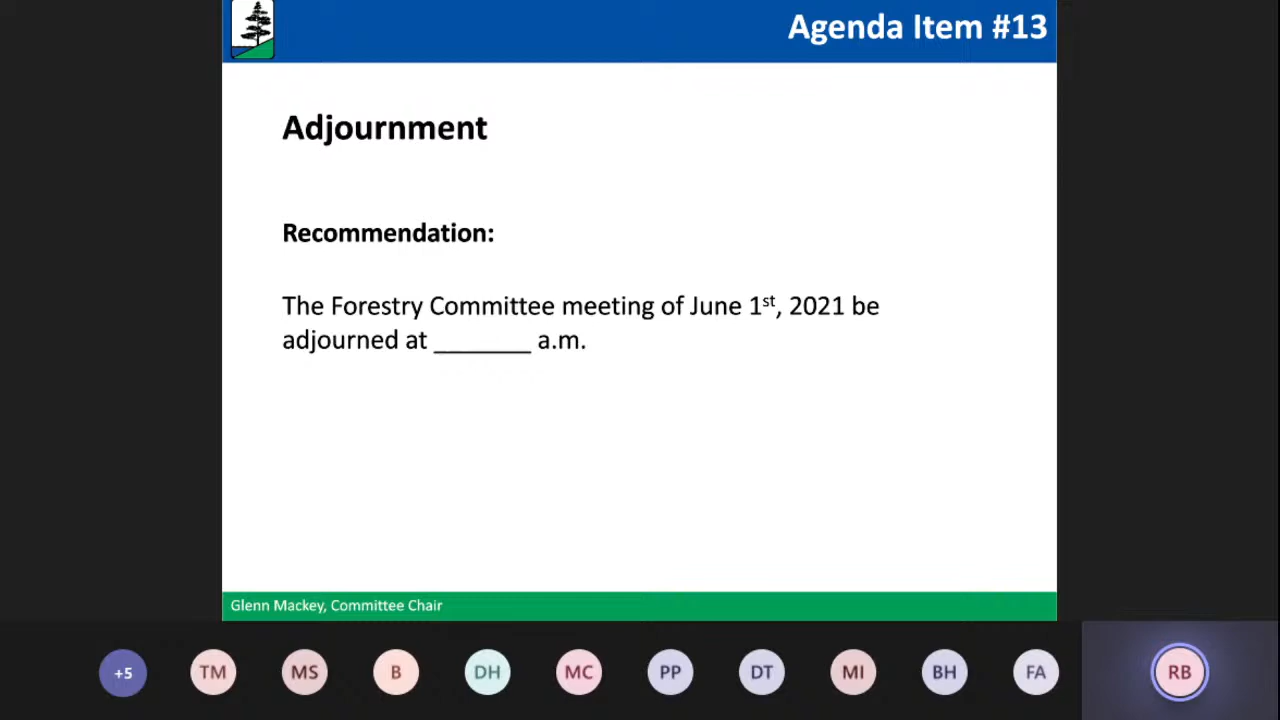 Agenda Item #13
Adjournment
Recommendation:
The Forestry Committee meeting of June 1st, 2021 be
adjourned at _______ a.m.
Glenn Mackey, Committee Chair
+5 TM MS B DH MC PP DT MI BH FA RB